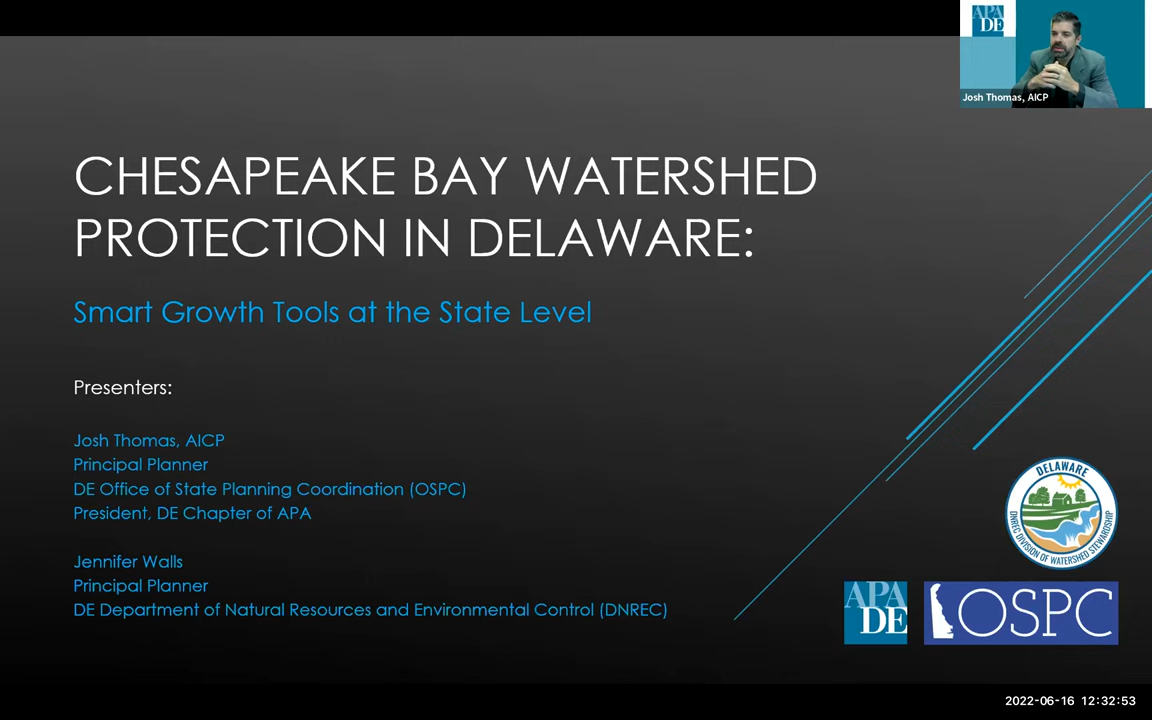 APA
DE
Josh Thomas, AICP
CHESAPEAKE BAY WATERSHED
PROTECTION IN DELAWARE:
Smart Growth Tools at the State Level
Presenters:
Josh Thomas, AICP
Principal Planner
DE Office of State Planning Coordination (OSPC)
President, DE Chapter of APA
Jennifer Walls
Principal Planner
DE Department of Natural Resources and Environmental Control (DNREC)
DELAWARE
DNREC DIVISION OF WATERSHED STEWARDSHIP
APA
DE
OSPC
2022-06-16 12:32:53